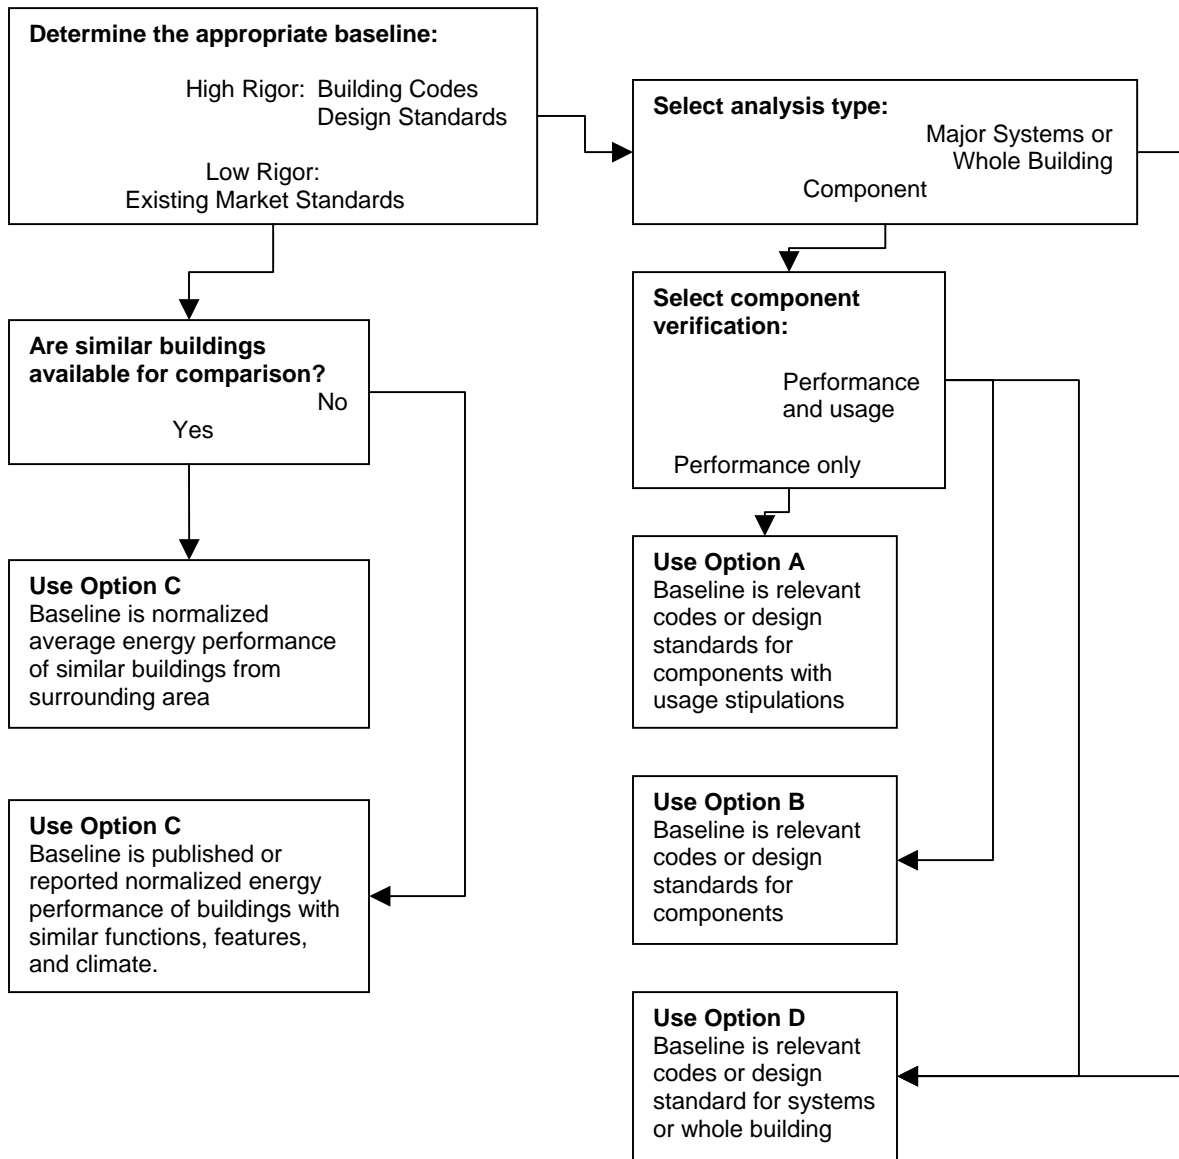 Determine the appropriate baseline:
High Rigor: Building Codes
Design Standards
Low Rigor:
Existing Market Standards
Select analysis type:
Major Systems or
Whole Building
Component
Are similar buildings
available for comparison?
No
Yes
Select component
verification:
Performance
and usage
Performance only
Use Option C
Baseline is normalized
average energy performance
of similar buildings from
surrounding area
Use Option A
Baseline is relevant
codes or design
standards for
components with
usage stipulations
Use Option C
Baseline is published or
reported normalized energy
performance of buildings with
similar functions, features,
and climate.
Use Option B
Baseline is relevant
codes or design
standards for
components
Use Option D
Baseline is relevant
codes or design
standard for systems
or whole building